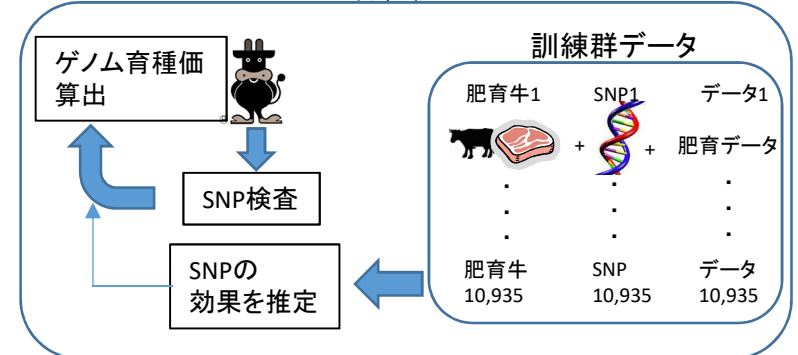 訓練群データ
ゲノム育種価
算出
肥育牛1 SNP1 データ1
+ + 肥育データ
SNP検査
SNPの
効果を推定
肥育牛 SNP データ
10,935 10,935 10,935